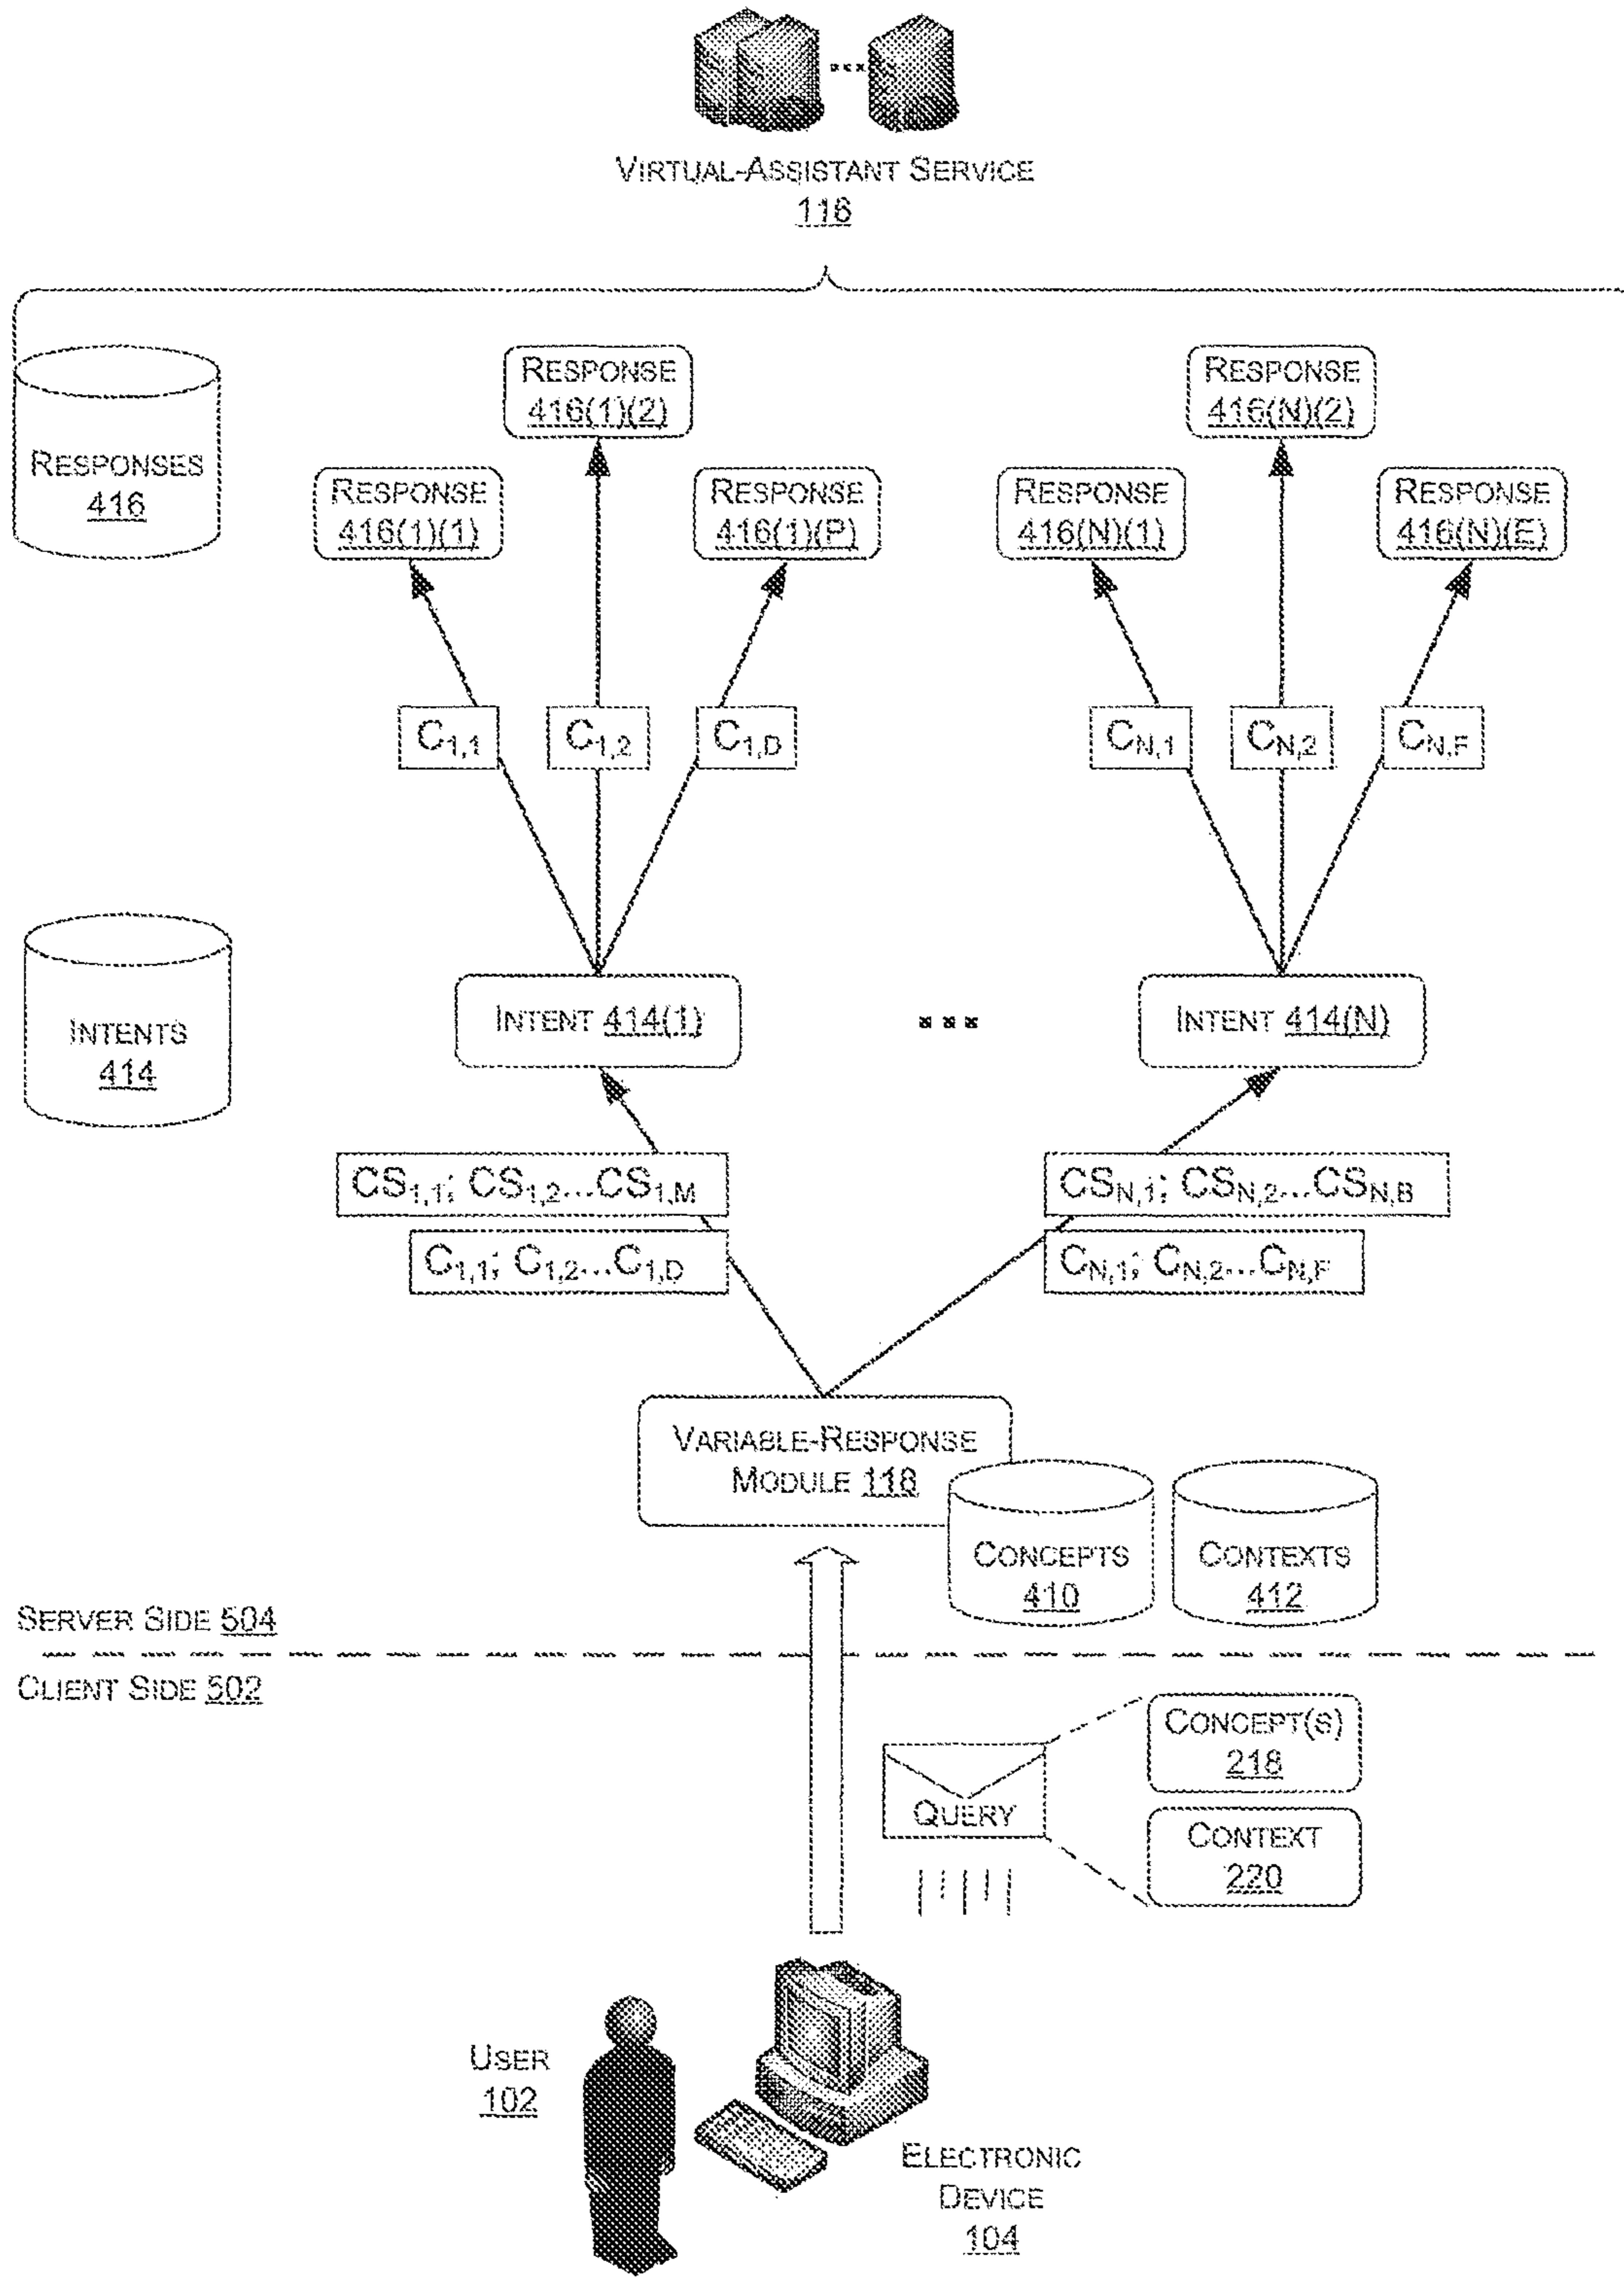 VIRTUAL-ASSISTANT SERVICE
116
RESPONSES
416
RESPONSE
416(1)(1)
RESPONSE
416(1)(2)
RESPONSE
416(1)(P)
RESPONSE
416(N)(1)
RESPONSE
416(N)(2)
RESPONSE
416(N)(E)
C1,1
C1,2
C1,D
CN,1
CN,2
CN,F
INTENTS
414
INTENT 414(1)
...
INTENT 414(N)
CS1,1; CS1,2...CS1,M
C1,1; C1,2...C1,D
CSN,1; CSN,2...CSN,B
CN,1; CN,2...CN,F
VARIABLE-RESPONSE
MODULE 118
CONCEPTS
410
CONTEXTS
412
SERVER SIDE 504
CLIENT SIDE 502
QUERY
CONCEPT(S)
218
CONTEXT
220
USER
102
ELECTRONIC
DEVICE
104